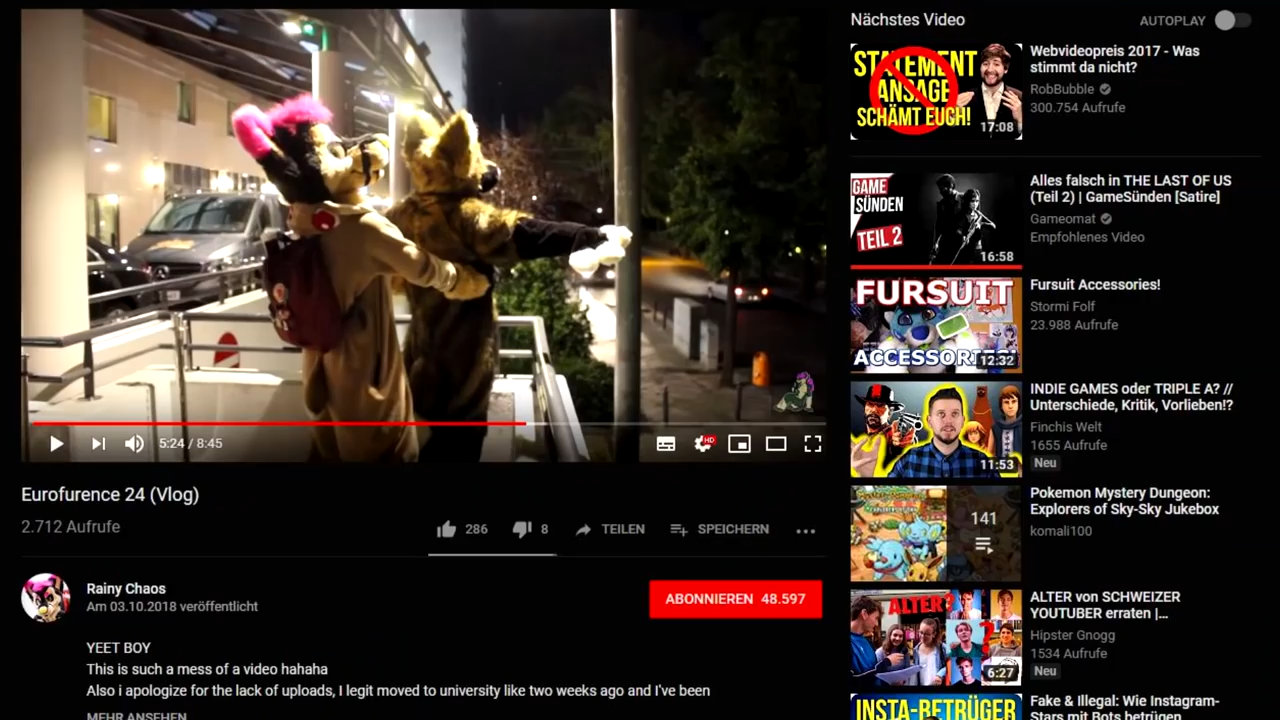 Nächstes Video
AUTOPLAY
STATEMENT
ANSAGE
SCHÄMT EUCH!
17:08
Webvideopreis 2017 - Was
stimmt da nicht?
RobBubble
300.754 Aufrufe
GAME
SÜNDEN
TEIL 2
16:58
Alles falsch in THE LAST OF US
(Teil 2) | GameSünden [Satire]
Gameomat
Empfohlenes Video
FURSUIT
ACCESSORIES!
12:32
Fursuit Accessories!
Stormi Folf
23.988 Aufrufe
11:53
INDIE GAMES oder TRIPLE A? //
Unterschiede, Kritik, Vorlieben!?
Finchis Welt
1655 Aufrufe
Neu
141
Pokemon Mystery Dungeon:
Explorers of Sky-Sky Jukebox
komali100
ALTER?
?
6:27
ALTER von SCHWEIZER
YOUTUBER erraten |...
Hipster Gnogg
1534 Aufrufe
Neu
INSTA-BETRÜGER
Fake & Illegal: Wie Instagram-
Stars mit Bots betrügen
5:24 / 8:45
HD
Eurofurence 24 (Vlog)
2.712 Aufrufe
286
8
TEILEN
SPEICHERN
Rainy Chaos
Am 03.10.2018 veröffentlicht
ABONNIEREN 48.597
YEET BOY
This is such a mess of a video hahaha
Also i apologize for the lack of uploads, I legit moved to university like two weeks ago and I've been
MEHR ANSEHEN